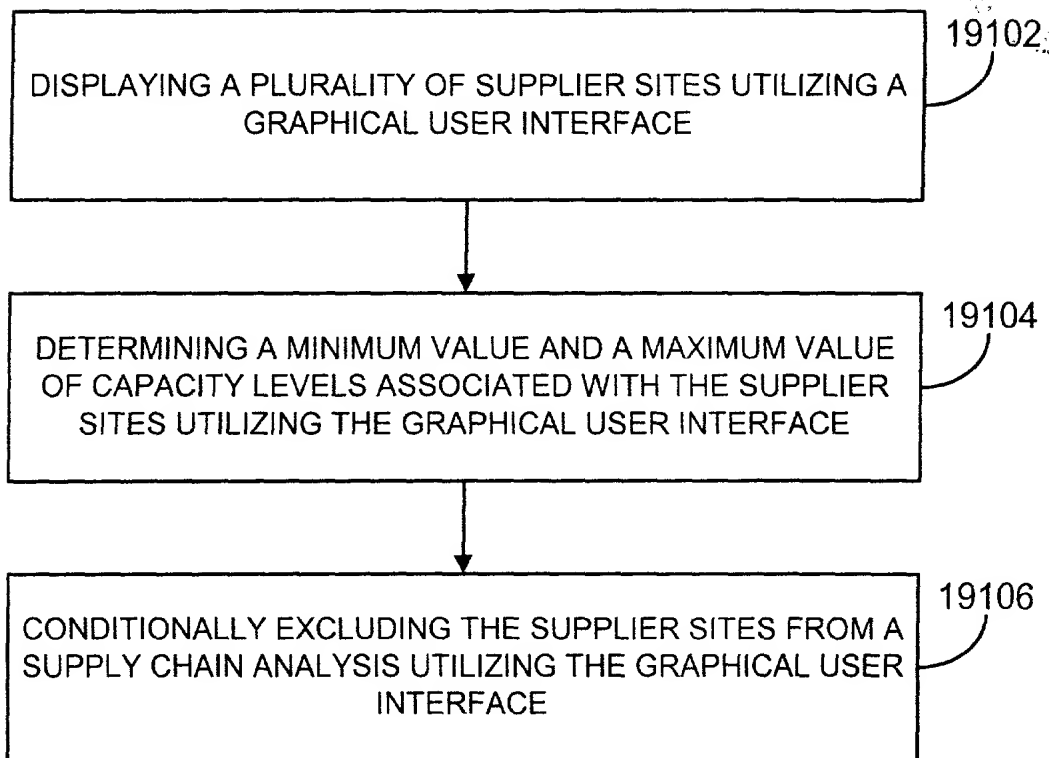 19102
DISPLAYING A PLURALITY OF SUPPLIER SITES UTILIZING A
GRAPHICAL USER INTERFACE
19104
DETERMINING A MINIMUM VALUE AND A MAXIMUM VALUE
OF CAPACITY LEVELS ASSOCIATED WITH THE SUPPLIER
SITES UTILIZING THE GRAPHICAL USER INTERFACE
19106
CONDITIONALLY EXCLUDING THE SUPPLIER SITES FROM A
SUPPLY CHAIN ANALYSIS UTILIZING THE GRAPHICAL USER
INTERFACE